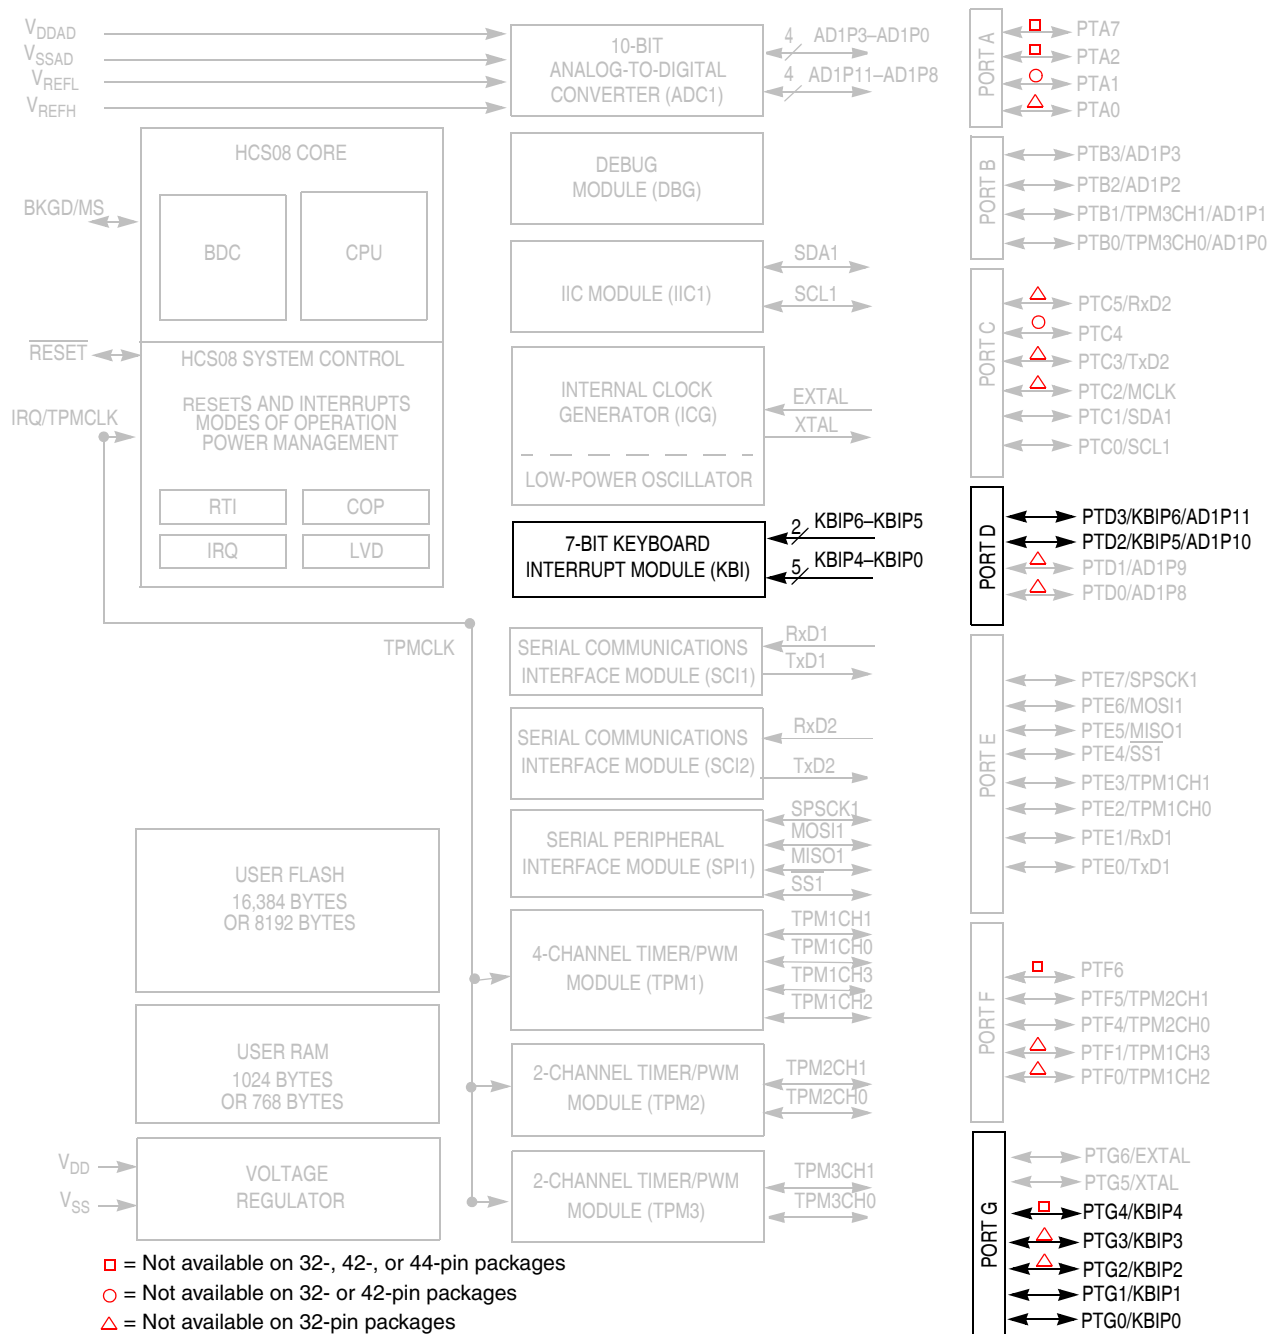 VDDAD
VSSAD
VREFL
VREFH
10-BIT
ANALOG-TO-DIGITAL
CONVERTER (ADC1)
4 AD1P3–AD1P0
4 AD1P11–AD1P8
HCS08 CORE
BDC
CPU
BKGD/MS
DEBUG
MODULE (DBG)
IIC MODULE (IIC1)
SDA1
SCL1
RESET
HCS08 SYSTEM CONTROL
RESETS AND INTERRUPTS
MODES OF OPERATION
POWER MANAGEMENT
IRQ/TPMCLK
RTI
COP
IRQ
LVD
INTERNAL CLOCK
GENERATOR (ICG)
LOW-POWER OSCILLATOR
EXTAL
XTAL
7-BIT KEYBOARD
INTERRUPT MODULE (KBI)
2 KBIP6–KBIP5
5 KBIP4–KBIP0
TPMCLK
SERIAL COMMUNICATIONS
INTERFACE MODULE (SCI1)
RxD1
TxD1
SERIAL COMMUNICATIONS
INTERFACE MODULE (SCI2)
RxD2
TxD2
SERIAL PERIPHERAL
INTERFACE MODULE (SPI1)
SPSCK1
MOSI1
MISO1
SS1
USER FLASH
16,384 BYTES
OR 8192 BYTES
4-CHANNEL TIMER/PWM
MODULE (TPM1)
TPM1CH1
TPM1CH0
TPM1CH3
TPM1CH2
USER RAM
1024 BYTES
OR 768 BYTES
2-CHANNEL TIMER/PWM
MODULE (TPM2)
TPM2CH1
TPM2CH0
VDD
VSS
VOLTAGE
REGULATOR
2-CHANNEL TIMER/PWM
MODULE (TPM3)
TPM3CH1
TPM3CH0
PORT A
PTA7
PTA2
PTA1
PTA0
PORT B
PTB3/AD1P3
PTB2/AD1P2
PTB1/TPM3CH1/AD1P1
PTB0/TPM3CH0/AD1P0
PORT C
PTC5/RxD2
PTC4
PTC3/TxD2
PTC2/MCLK
PTC1/SDA1
PTC0/SCL1
PORT D
PTD3/KBIP6/AD1P11
PTD2/KBIP5/AD1P10
PTD1/AD1P9
PTD0/AD1P8
PORT E
PTE7/SPSCK1
PTE6/MOSI1
PTE5/MISO1
PTE4/SS1
PTE3/TPM1CH1
PTE2/TPM1CH0
PTE1/RxD1
PTE0/TxD1
PORT F
PTF6
PTF5/TPM2CH1
PTF4/TPM2CH0
PTF1/TPM1CH3
PTF0/TPM1CH2
PORT G
PTG6/EXTAL
PTG5/XTAL
PTG4/KBIP4
PTG3/KBIP3
PTG2/KBIP2
PTG1/KBIP1
PTG0/KBIP0
= Not available on 32-, 42-, or 44-pin packages
= Not available on 32- or 42-pin packages
= Not available on 32-pin packages